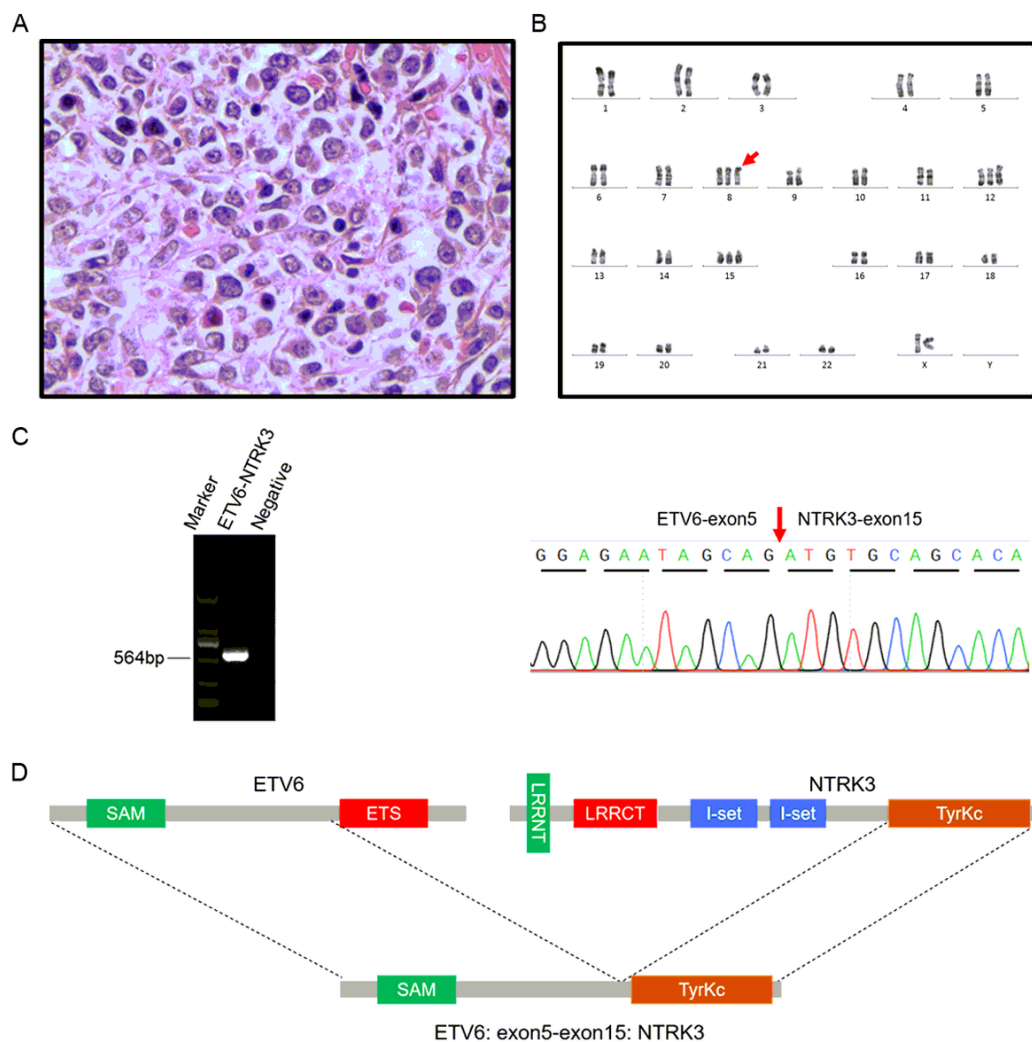 A
B
1 2 3 4 5
6 7 8 9 10 11 12
13 14 15 16 17 18
19 20 21 22 X Y
C
Marker
ETV6-NTRK3
Negative
564bp
ETV6-exon5 NTRK3-exon15
G G A G A A T A G C A G A T G T G C A G C A C A
D
ETV6 NTRK3
SAM ETS LRRNT LRRCT I-set I-set TyrKc
SAM TyrKc
ETV6: exon5-exon15: NTRK3